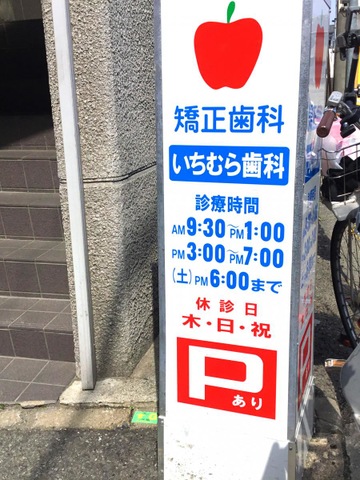 矯正歯科
いちむら歯科
診療時間
AM9:30~PM1:00
PM3:00~PM7:00
(土)PM6:00まで
休診日
木・日・祝
P
あり